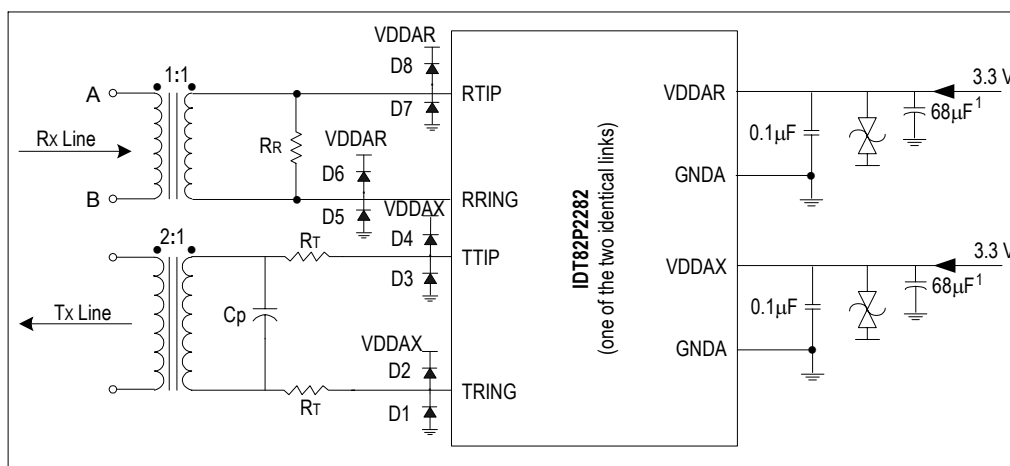 VDDAR
D8
1:1
A
RTIP
D7
VDDAR
3.3 V
68µF¹
0.1µF
Rx Line
RR
VDDAR
D6
B
RRING
D5
GNDA
VDDAX
2:1
RT
D4
TTIP
D3
VDDAX
3.3 V
68µF¹
0.1µF
Tx Line
Cp
VDDAX
D2
GNDA
RT
TRING
D1
IDT82P2282
(one of the two identical links)